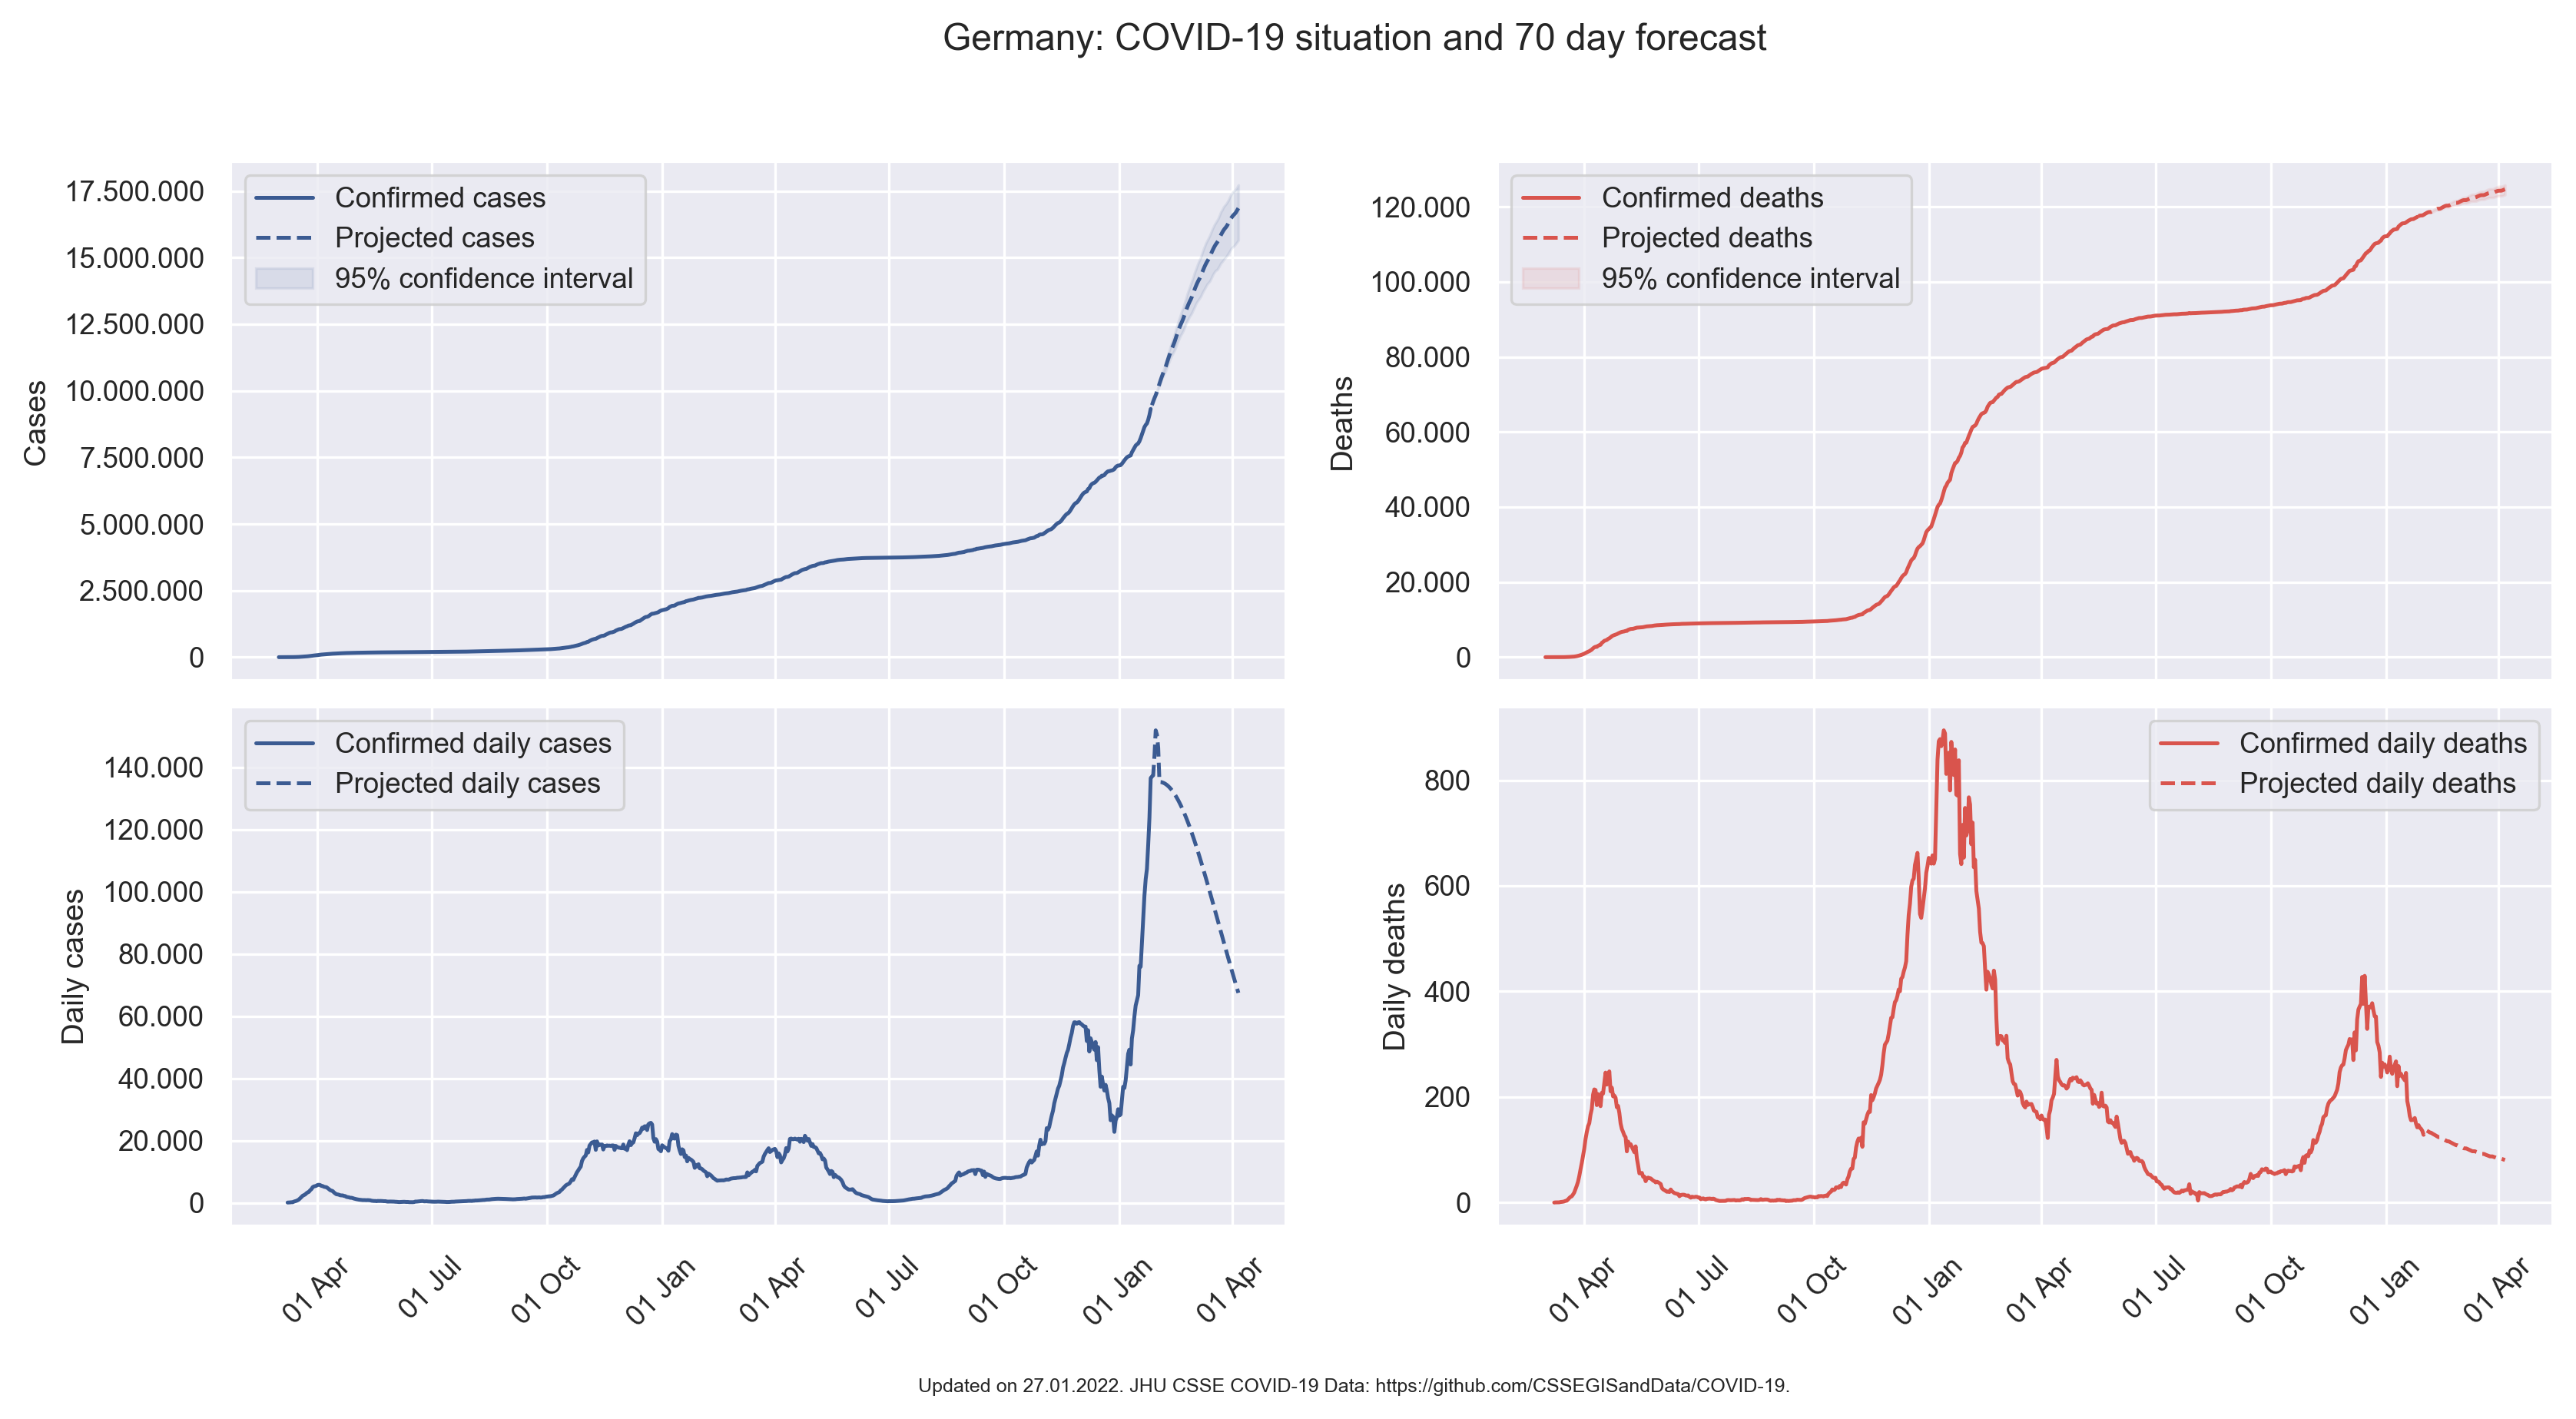 Germany: COVID-19 situation and 70 day forecast
Cases
17.500.000
15.000.000
12.500.000
10.000.000
7.500.000
5.000.000
2.500.000
0
Confirmed cases
Projected cases
95% confidence interval
Deaths
120.000
100.000
80.000
60.000
40.000
20.000
0
Confirmed deaths
Projected deaths
95% confidence interval
Daily cases
140.000
120.000
100.000
80.000
60.000
40.000
20.000
0
Confirmed daily cases
Projected daily cases
01 Apr
01 Jul
01 Oct
01 Jan
01 Apr
01 Jul
01 Oct
01 Jan
01 Apr
Daily deaths
800
600
400
200
0
Confirmed daily deaths
Projected daily deaths
01 Apr
01 Jul
01 Oct
01 Jan
01 Apr
01 Jul
01 Oct
01 Jan
01 Apr
Updated on 27.01.2022. JHU CSSE COVID-19 Data: https://github.com/CSSEGISandData/COVID-19.